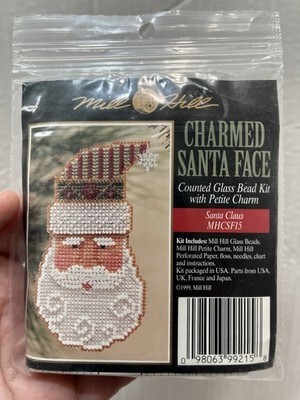 Mill Hill
CHARMED
SANTA FACE
Counted Glass Bead Kit
with Petite Charm
Santa Claus
MHCSF15
Kit Includes: Mill Hill Glass Beads,
Mill Hill Petite Charm, Mill Hill
Perforated Paper, floss, needles, chart
and instructions.
Kit packaged in USA. Parts from USA,
UK, France and Japan.
©1999, Mill Hill
0 98063 99215 8